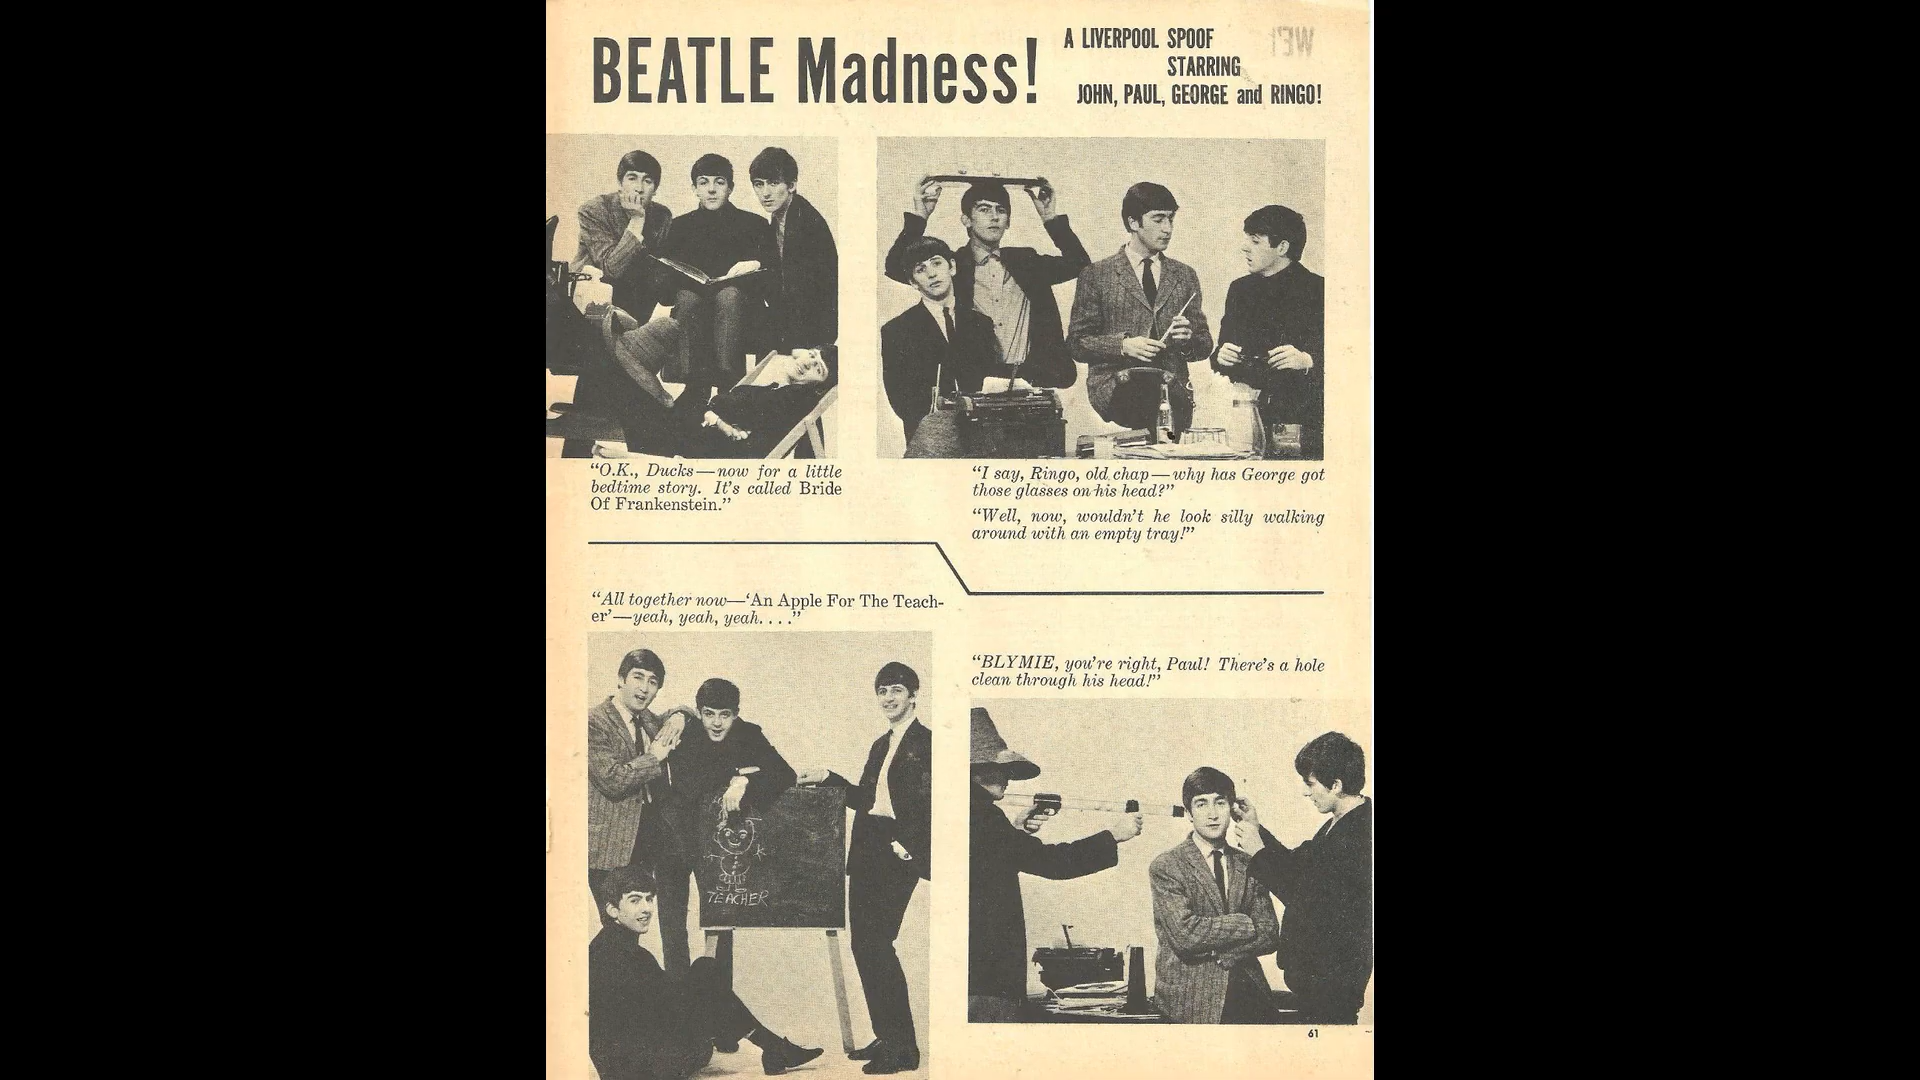 BEATLE Madness!
A LIVERPOOL SPOOF
STARRING
JOHN, PAUL, GEORGE and RINGO!
"O.K., Ducks—now for a little
bedtime story. It's called Bride
Of Frankenstein."
"I say, Ringo, old chap—why has George got
those glasses on his head?"
"Well, now, wouldn't he look silly walking
around with an empty tray!"
"All together now—'An Apple For The Teach-
er'—yeah, yeah, yeah. . . ."
TEACHER
"BLYMIE, you're right, Paul! There's a hole
clean through his head!"
61